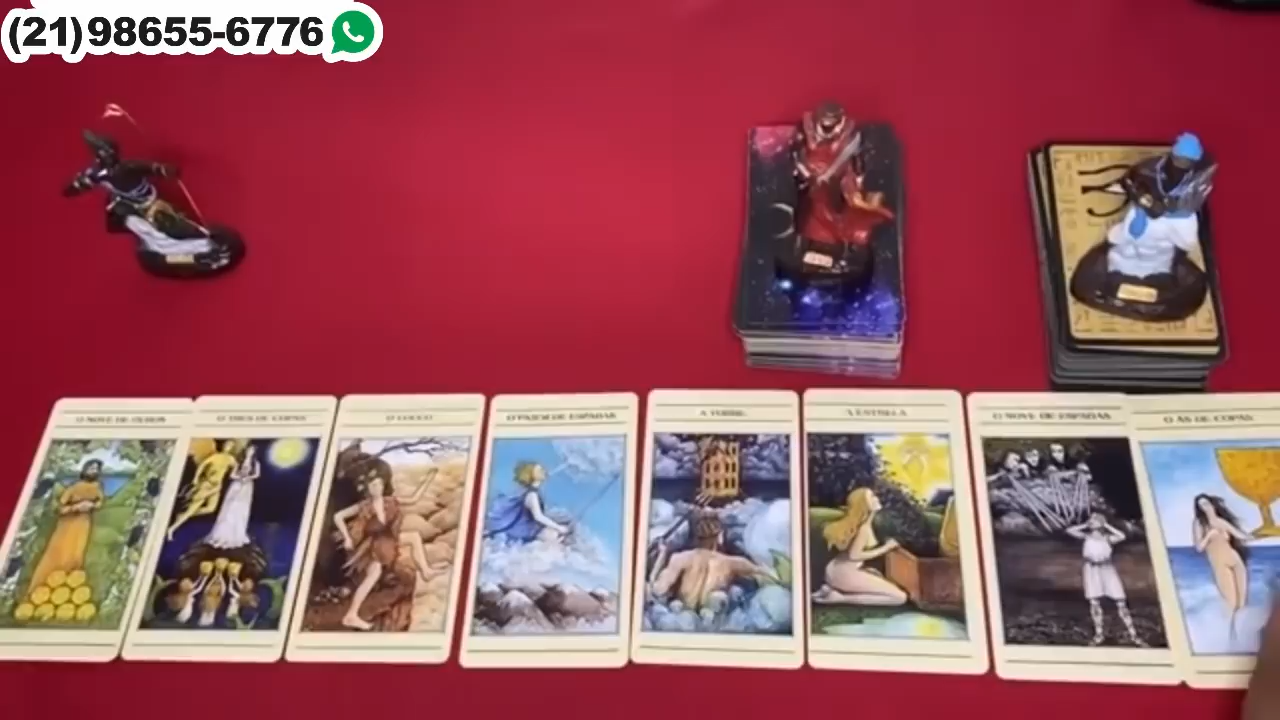 (21)98655-6776
O NOVE DE OUROS
O TRES DE COPAS
O LOUCO
O PAJEM DE ESPADAS
A TORRE
A ESTRELA
O NOVE DE ESPADAS
O ÁS DE COPAS